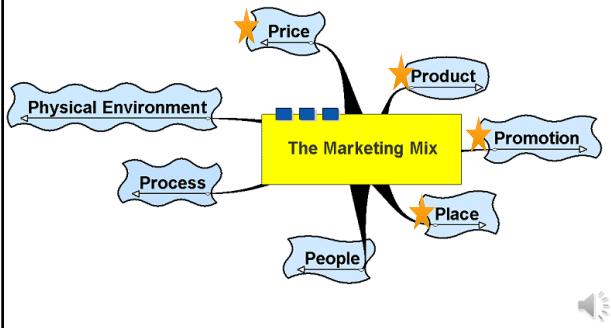 Price
Product
Physical Environment
Promotion
The Marketing Mix
Process
Place
People